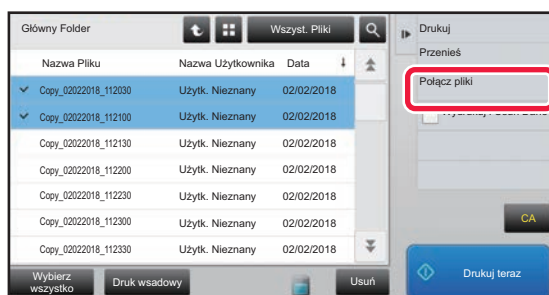 Główny Folder
Wszyst. Pliki
Nazwa Pliku Nazwa Użytkownika Data
Copy_02022018_112030 Użytk. Nieznany 02/02/2018
Copy_02022018_112100 Użytk. Nieznany 02/02/2018
Copy_02022018_112130 Użytk. Nieznany 02/02/2018
Copy_02022018_112200 Użytk. Nieznany 02/02/2018
Copy_02022018_112230 Użytk. Nieznany 02/02/2018
Copy_02022018_112300 Użytk. Nieznany 02/02/2018
Copy_02022018_112330 Użytk. Nieznany 02/02/2018
Wybierz
wszystko
Druk wsadowy
Usuń
Drukuj
Przenieś
Połącz pliki
CA
Drukuj teraz